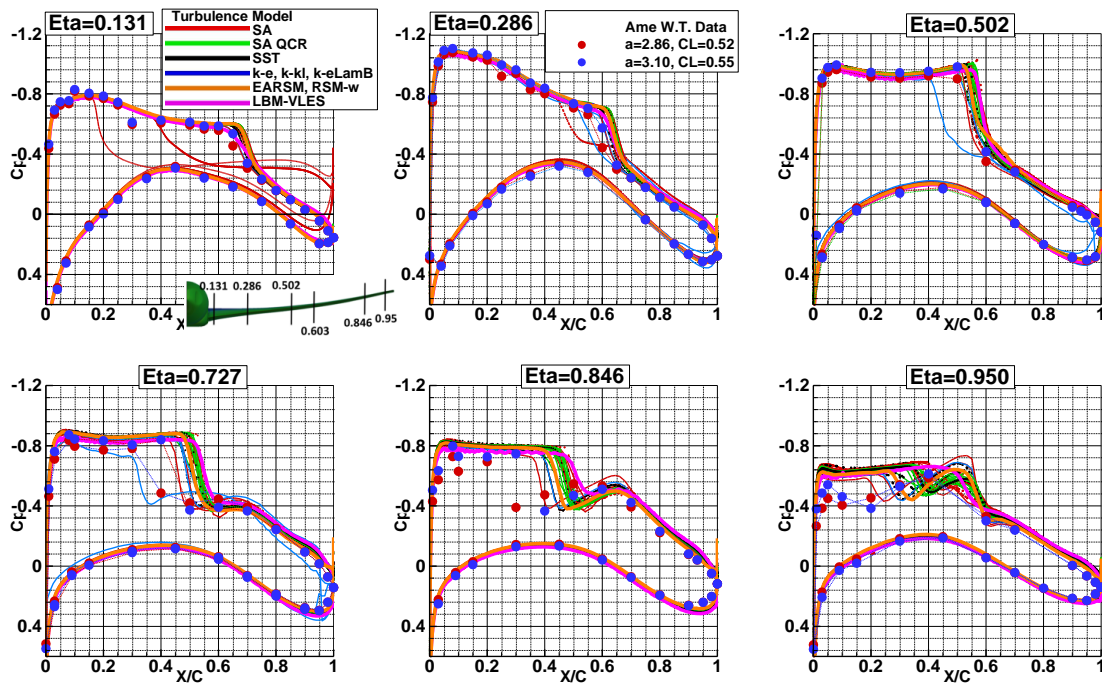 Eta=0.131
Eta=0.286
Eta=0.502
Turbulence Model
SA
SA QCR
SST
k-e, k-kl, k-eLamB
EARSM, RSM-w
LBM-VLES
Ame W.T. Data
a=2.86, CL=0.52
a=3.10, CL=0.55
-1.2
-0.8
-0.4
0
0.4
-1.2
-0.8
-0.4
0
0.4
-1.2
-0.8
-0.4
0
0.4
0 0.2 0.4 0.6 0.8 1
0 0.2 0.4 0.6 0.8 1
X/C
0 0.2 0.4 0.6 0.8 1
X/C
0.131 0.286 0.502
0.603 0.846 0.95
Eta=0.727
Eta=0.846
Eta=0.950
-1.2
-0.8
-0.4
0
0.4
-1.2
-0.8
-0.4
0
0.4
-1.2
-0.8
-0.4
0
0.4
0 0.2 0.4 0.6 0.8 1
X/C
0 0.2 0.4 0.6 0.8 1
X/C
0 0.2 0.4 0.6 0.8 1
X/C